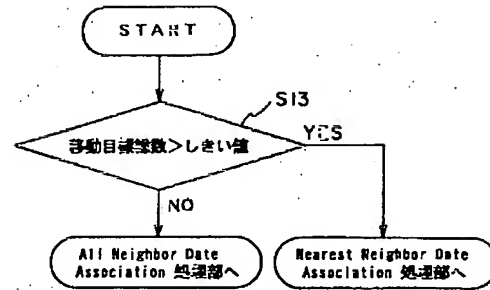 START
S13
移動目標総数>しきい値
YES
NO
All Neighbor Date
Association 処理部へ
Nearest Neighbor Date
Association 処理部へ